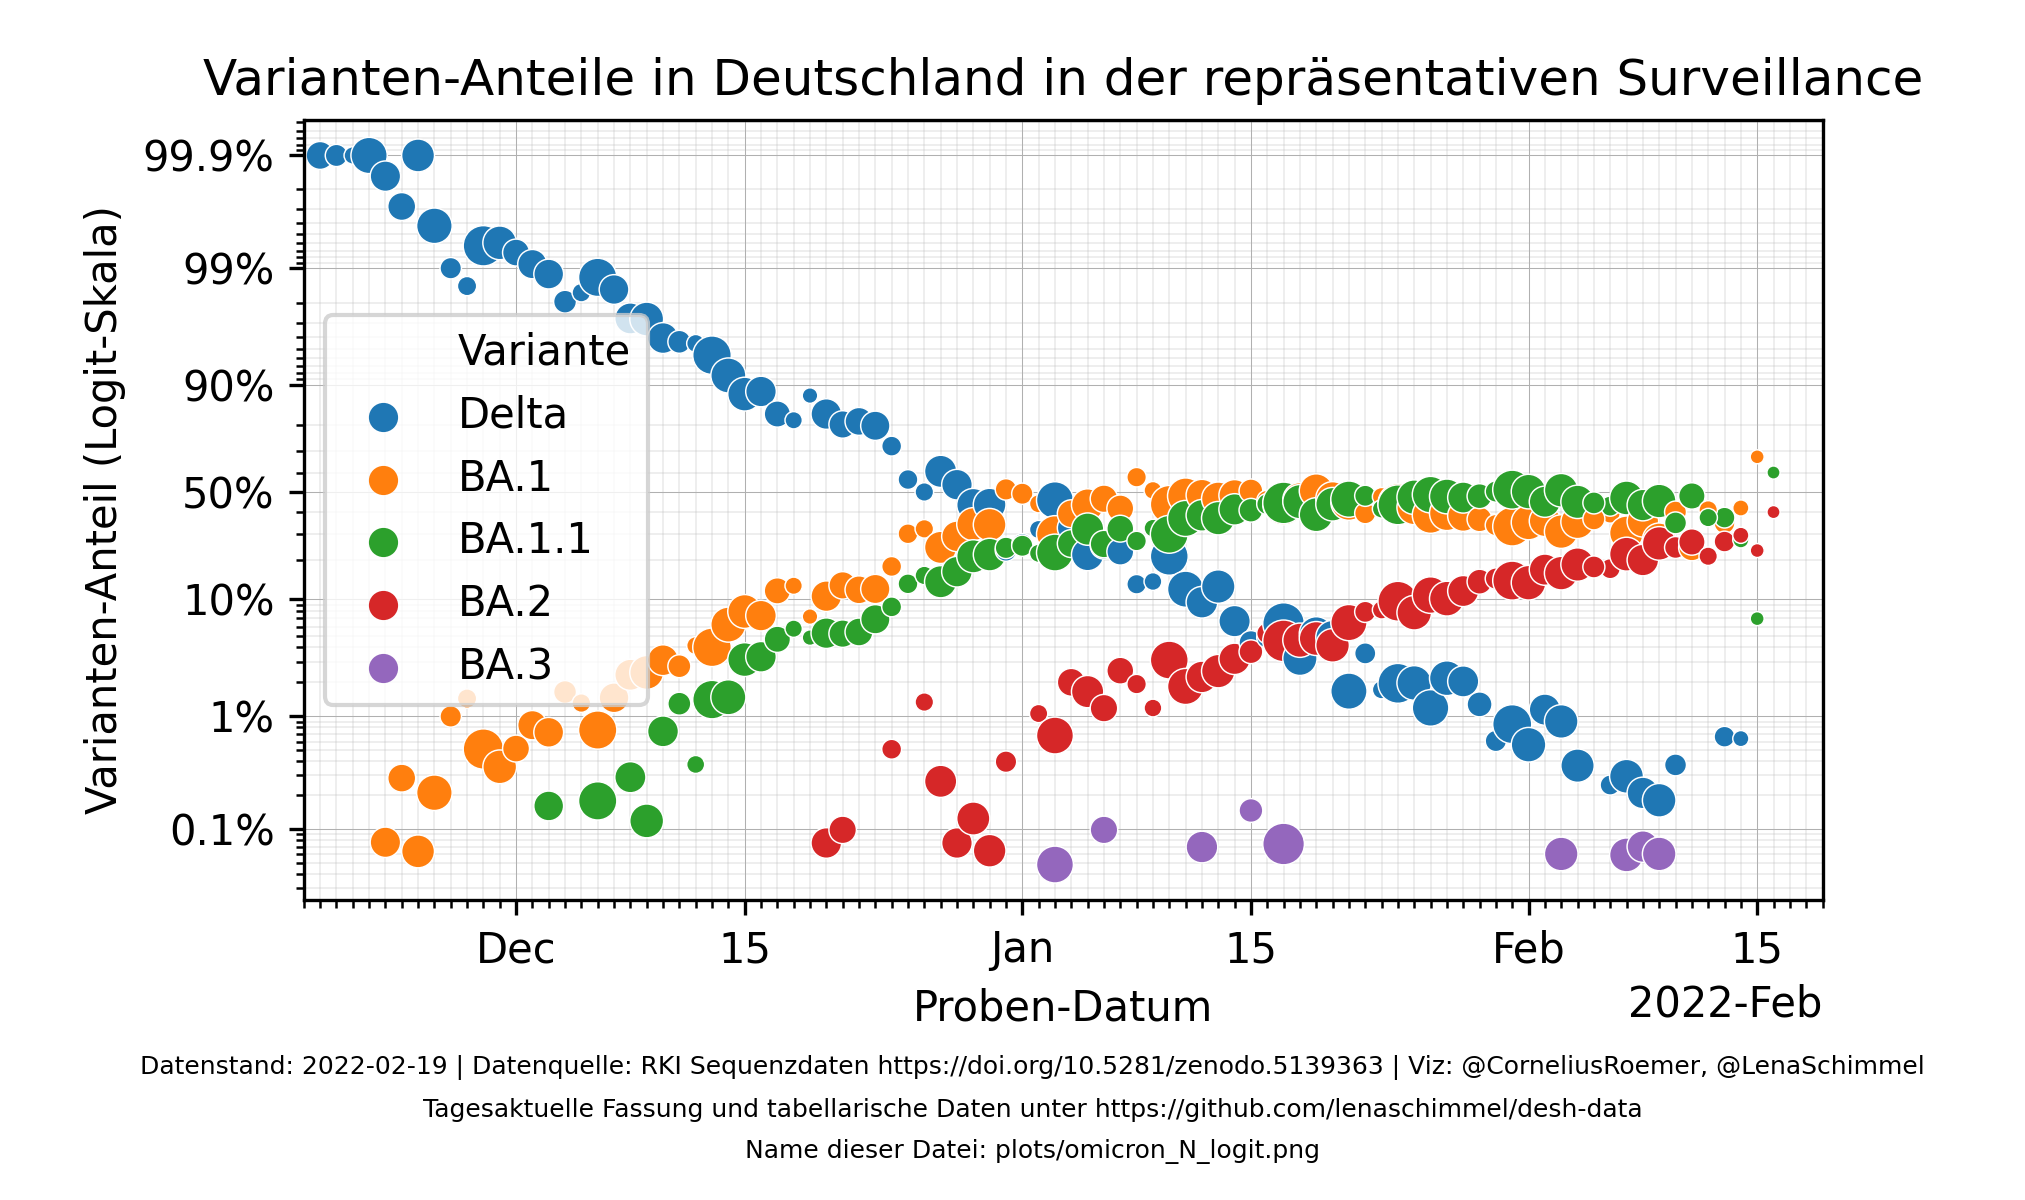 Varianten-Anteile in Deutschland in der repräsentativen Surveillance
Varianten-Anteil (Logit-Skala)
99.9%
99%
90%
50%
10%
1%
0.1%
Variante
Delta
BA.1
BA.1.1
BA.2
BA.3
Dec 15 Jan 15 Feb 15
Proben-Datum
2022-Feb
Datenstand: 2022-02-19 | Datenquelle: RKI Sequenzdaten https://doi.org/10.5281/zenodo.5139363 | Viz: @CorneliusRoemer, @LenaSchimmel
Tagesaktuelle Fassung und tabellarische Daten unter https://github.com/lenaschimmel/desh-data
Name dieser Datei: plots/omicron_N_logit.png